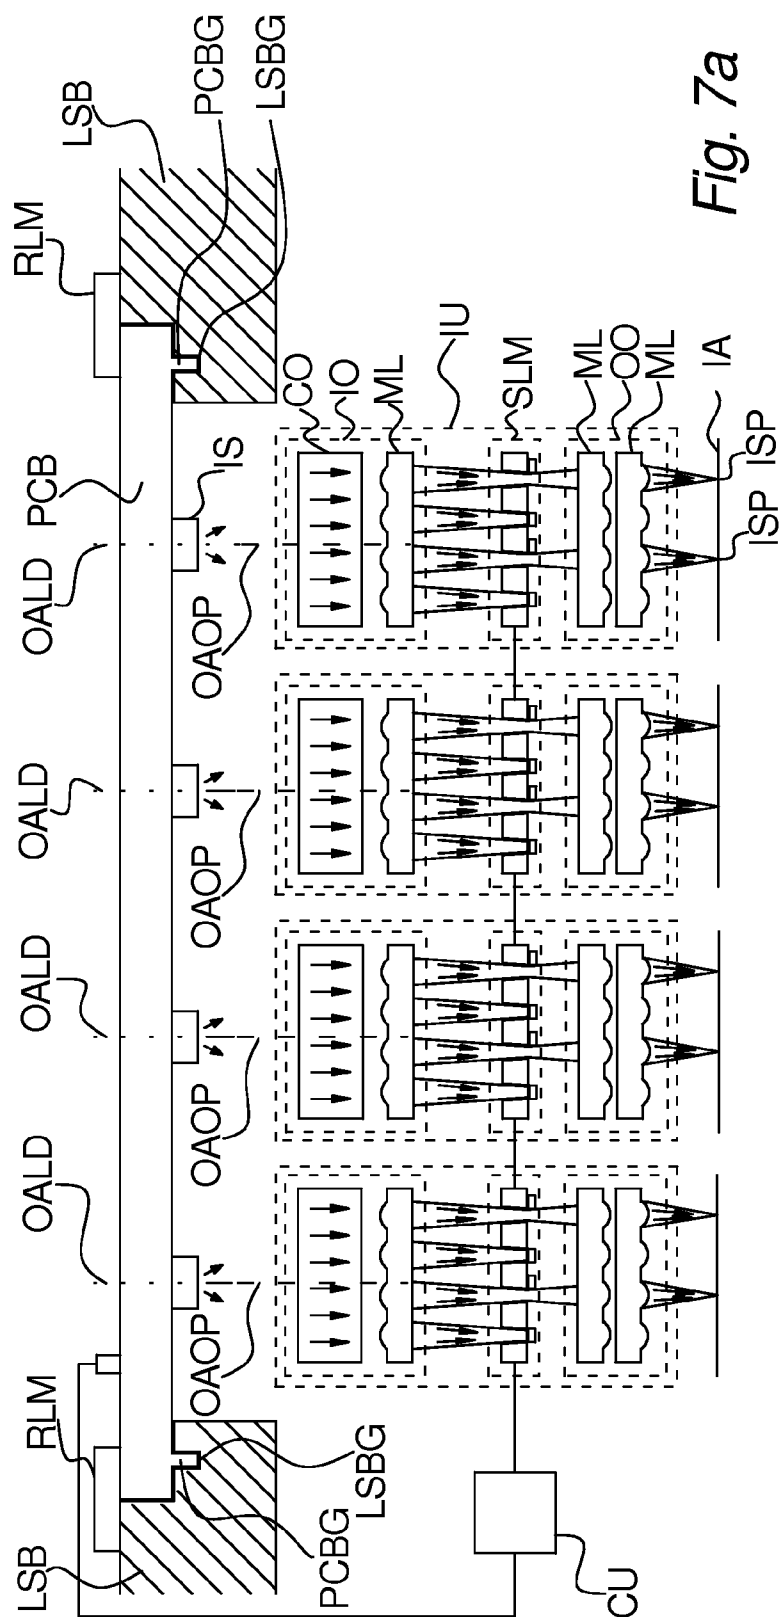 LSB
RLM
OALD
OALD
OALD
OALD
PCB
RLM
LSB
PCBG
LSBG
OAOP
OAOP
OAOP
OAOP
IS
PCBG
LSBG
CO
IO
ML
IU
SLM
ML
OO
ML
IA
ISP
ISP
CU
Fig. 7a